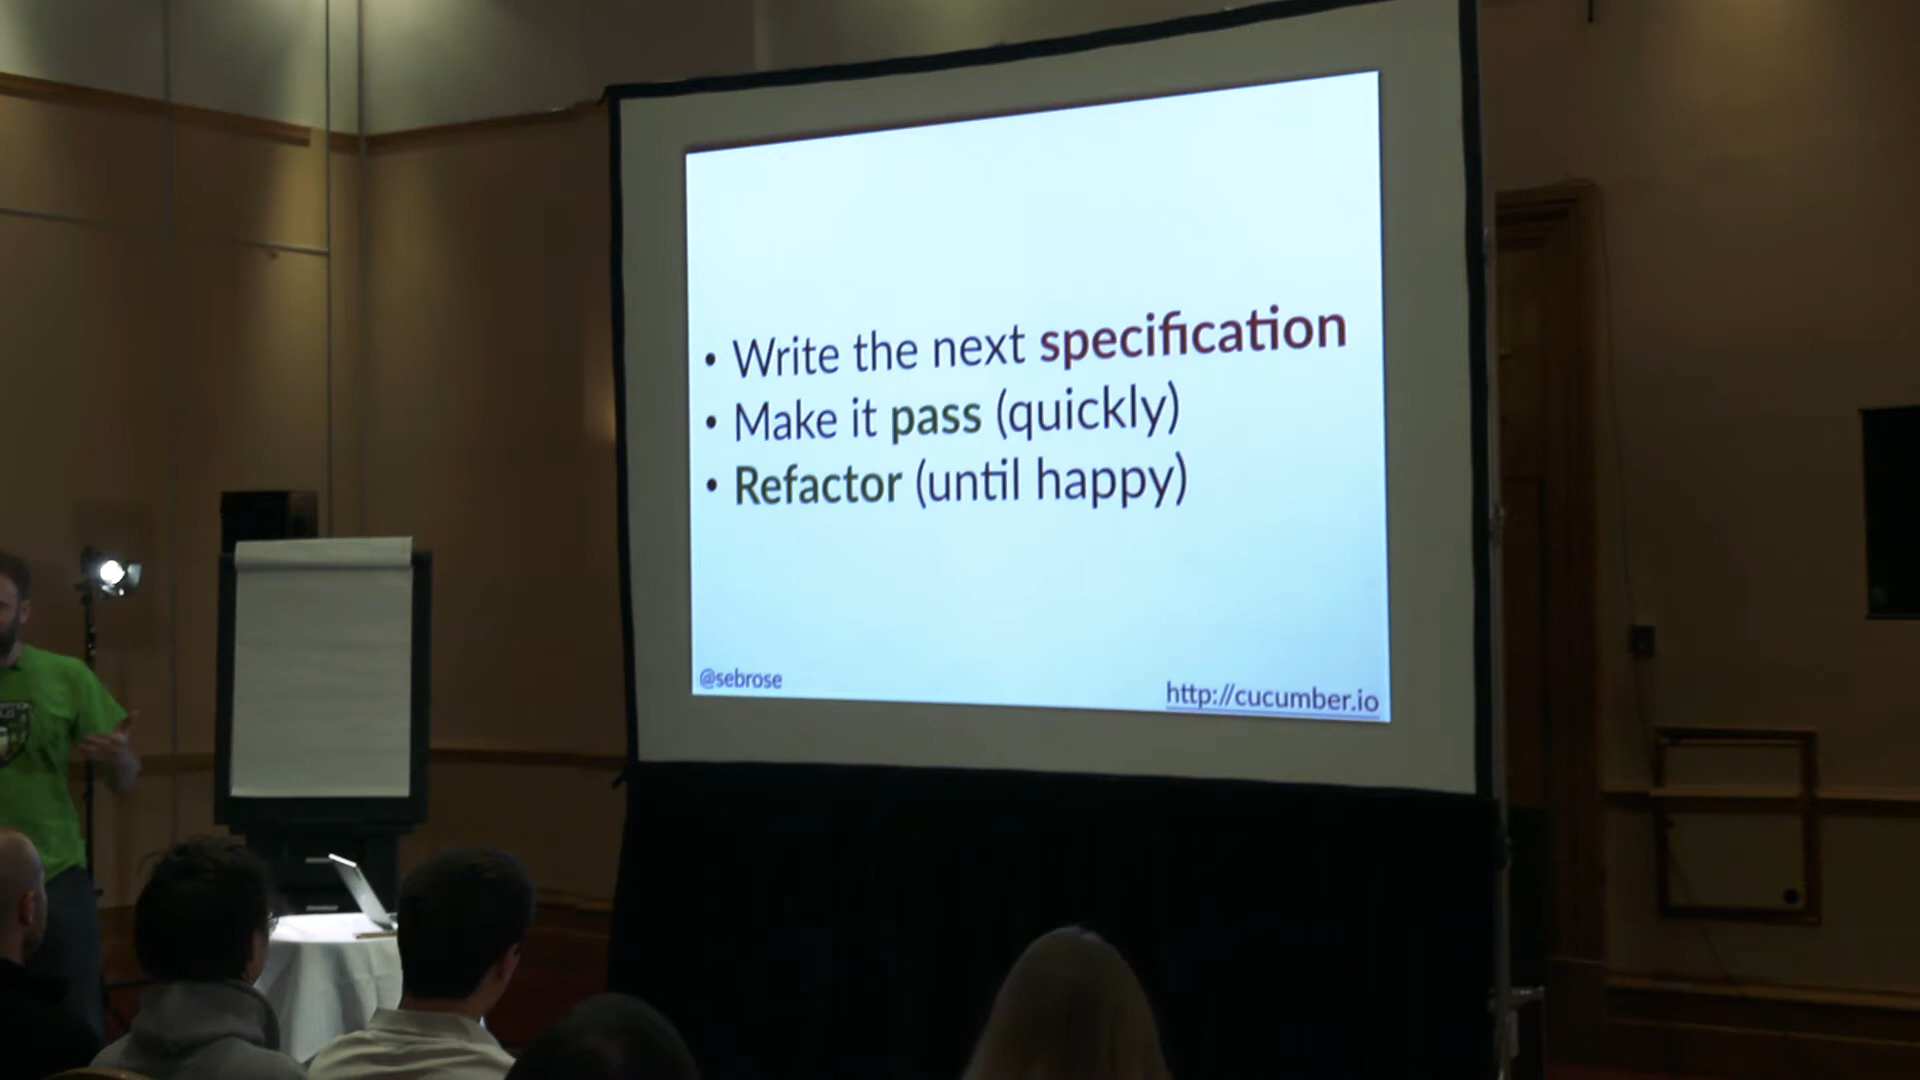 • Write the next specification
• Make it pass (quickly)
• Refactor (until happy)
@sebrose
http://cucumber.io